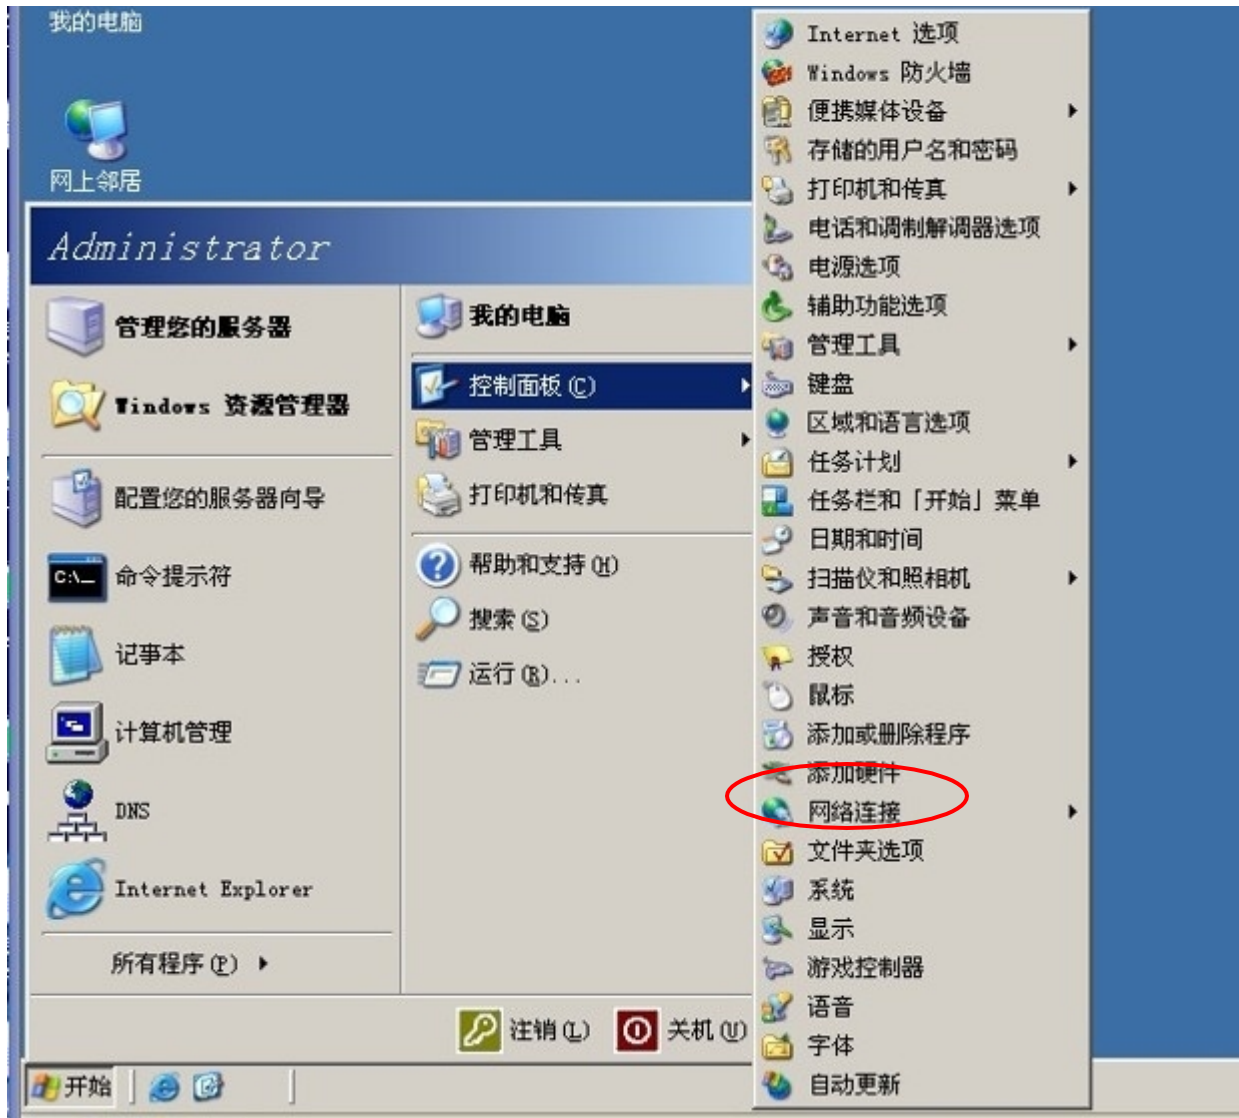 我的电脑
网上邻居
Administrator
管理您的服务器
Windows 资源管理器
配置您的服务器向导
C:\_
命令提示符
记事本
计算机管理
DNS
Internet Explorer
所有程序(P)
我的电脑
控制面板(C)
管理工具
打印机和传真
帮助和支持(H)
搜索(S)
运行(R)...
注销(L)
关机(U)
Internet 选项
Windows 防火墙
便携媒体设备
存储的用户名和密码
打印机和传真
电话和调制解调器选项
电源选项
辅助功能选项
管理工具
键盘
区域和语言选项
任务计划
任务栏和「开始」菜单
日期和时间
扫描仪和照相机
声音和音频设备
授权
鼠标
添加或删除程序
添加硬件
网络连接
文件夹选项
系统
显示
游戏控制器
语音
字体
自动更新
开始